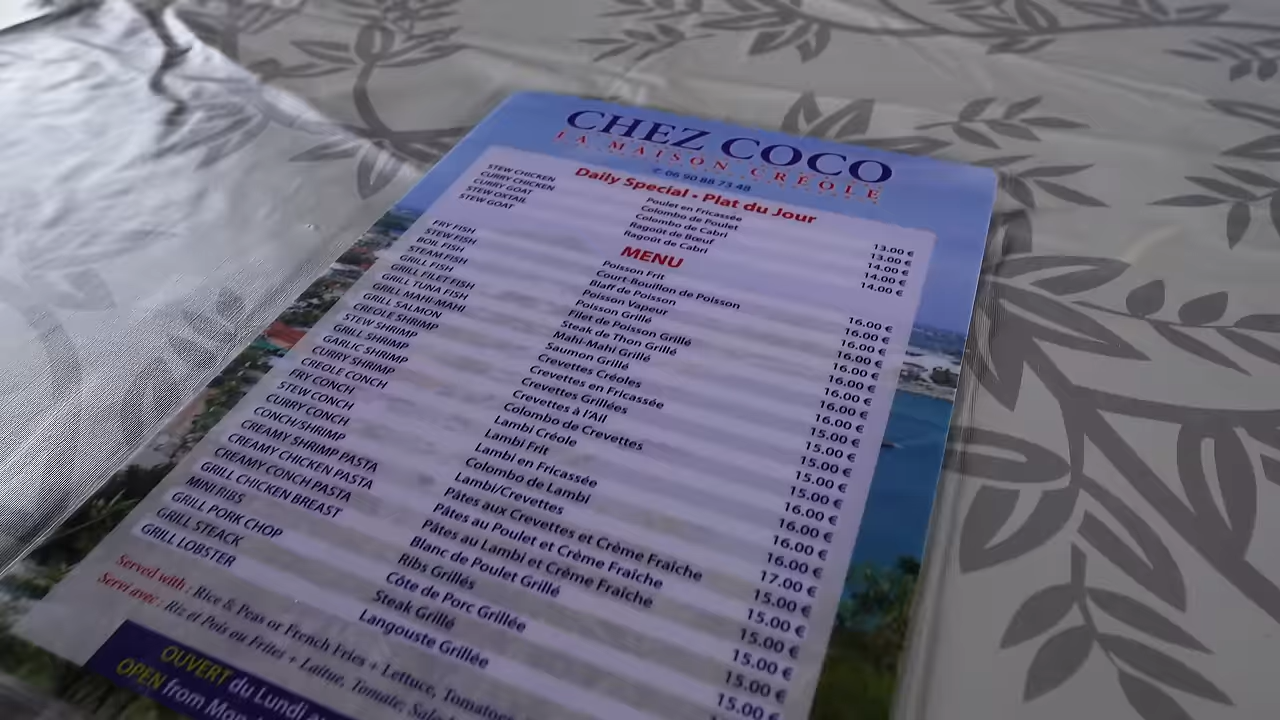 CHEZ COCO
LA MAISON CRÉOLE
✆ 06 90 88 73 48
Daily Special • Plat du Jour
STEW CHICKEN Poulet en Fricassée 13.00 €
CURRY CHICKEN Colombo de Poulet 13.00 €
CURRY GOAT Colombo de Cabri 14.00 €
STEW OXTAIL Ragoût de Bœuf 14.00 €
STEW GOAT Ragoût de Cabri 14.00 €
MENU
FRY FISH Poisson Frit 16.00 €
STEW FISH Court-Bouillon de Poisson 16.00 €
BOIL FISH Blaff de Poisson 16.00 €
STEAM FISH Poisson Vapeur 16.00 €
GRILL FISH Poisson Grillé 16.00 €
GRILL FILET FISH Filet de Poisson Grillé 16.00 €
GRILL TUNA FISH Steak de Thon Grillé 16.00 €
GRILL MAHI-MAHI Mahi-Mahi Grillé 16.00 €
GRILL SALMON Saumon Grillé 16.00 €
CREOLE SHRIMP Crevettes Créoles 15.00 €
STEW SHRIMP Crevettes en Fricassée 15.00 €
GRILL SHRIMP Crevettes Grillées 15.00 €
GARLIC SHRIMP Crevettes à l'Ail 15.00 €
CURRY SHRIMP Colombo de Crevettes 15.00 €
CREOLE CONCH Lambi Créole 16.00 €
FRY CONCH Lambi Frit 16.00 €
STEW CONCH Lambi en Fricassée 16.00 €
CURRY CONCH Colombo de Lambi 16.00 €
CONCH/SHRIMP Lambi/Crevettes 17.00 €
CREAMY SHRIMP PASTA Pâtes aux Crevettes et Crème Fraîche 15.00 €
CREAMY CHICKEN PASTA Pâtes au Poulet et Crème Fraîche 15.00 €
CREAMY CONCH PASTA Pâtes au Lambi et Crème Fraîche 15.00 €
GRILL CHICKEN BREAST Blanc de Poulet Grillé 15.00 €
MINI RIBS Ribs Grillés 15.00 €
GRILL PORK CHOP Côte de Porc Grillée 15.00 €
GRILL STEACK Steak Grillé
GRILL LOBSTER Langouste Grillée
Served with : Rice & Peas or French Fries + Lettuce, Tomatoes
Servi avec : Riz et Pois ou Frites + Laitue, Tomate, Salade
OUVERT du Lundi
OPEN from